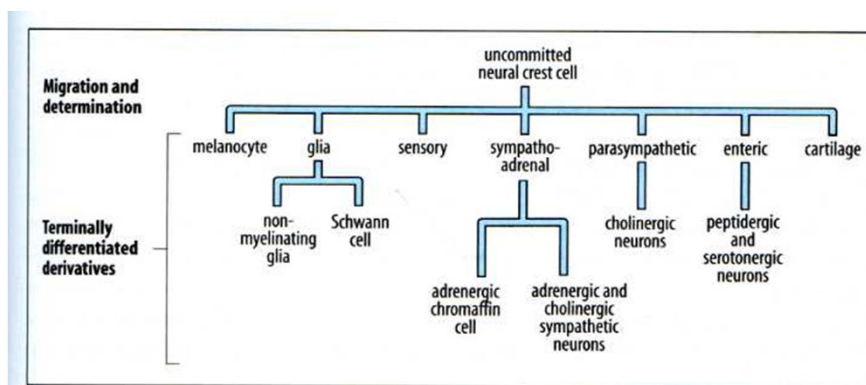 uncommitted
neural crest cell
Migration and
determination
melanocyte glia sensory sympatho-
adrenal parasympathetic enteric cartilage
Terminally
differentiated
derivatives
non-
myelinating
glia
Schwann
cell
cholinergic
neurons
peptidergic and
serotonergic
neurons
adrenergic
chromaffin
cell
adrenergic and
cholinergic
sympathetic
neurons